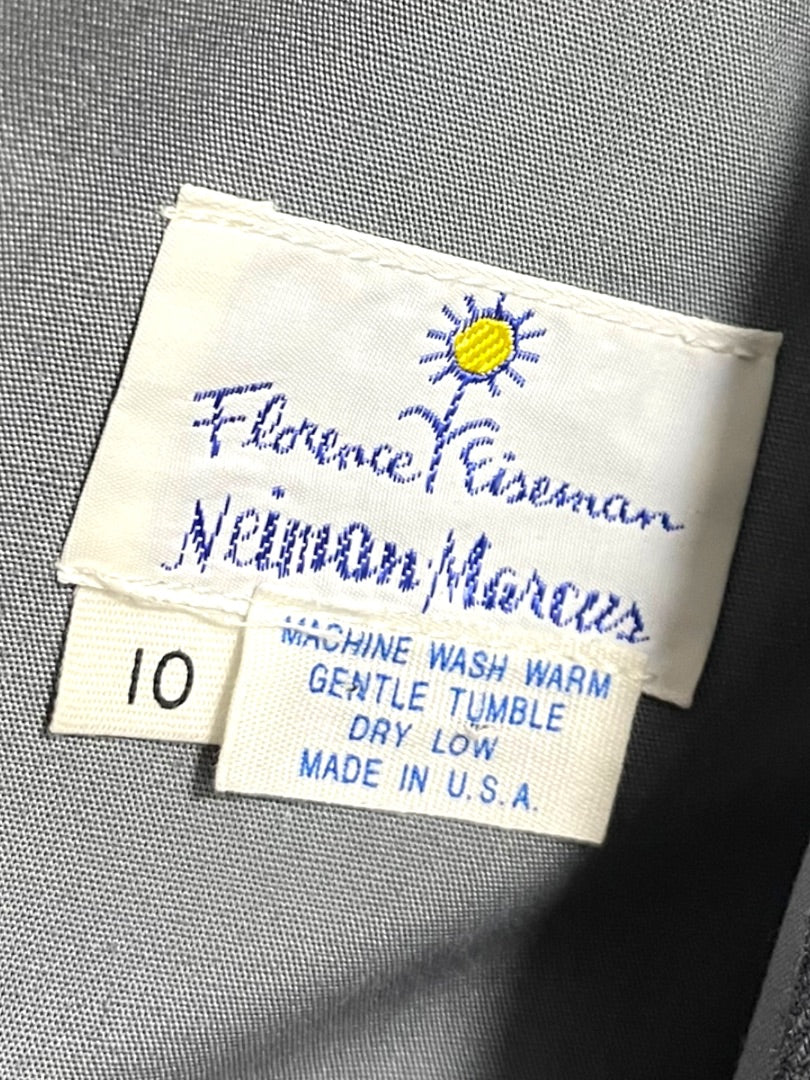 Florence Eiseman
Neiman-Marcus
10
MACHINE WASH WARM
GENTLE TUMBLE
DRY LOW
MADE IN U.S.A.